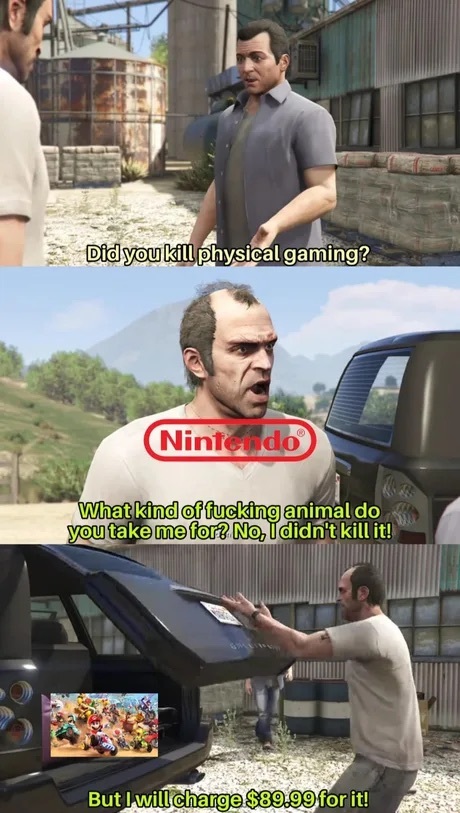 Did you kill physical gaming?
Nintendo®
What kind of fucking animal do
you take me for? No, I didn't kill it!
But I will charge $89.99 for it!